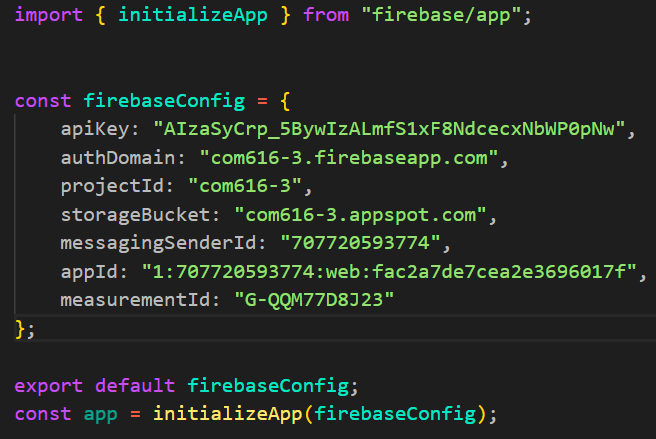 import { initializeApp } from "firebase/app";
const firebaseConfig = {
apiKey: "AIzaSyCrp_5BywIzALmfS1xF8NdcecxNbWP0pNw",
authDomain: "com616-3.firebaseapp.com",
projectId: "com616-3",
storageBucket: "com616-3.appspot.com",
messagingSenderId: "707720593774",
appId: "1:707720593774:web:fac2a7de7cea2e3696017f",
measurementId: "G-QQM77D8J23"
};
export default firebaseConfig;
const app = initializeApp(firebaseConfig);